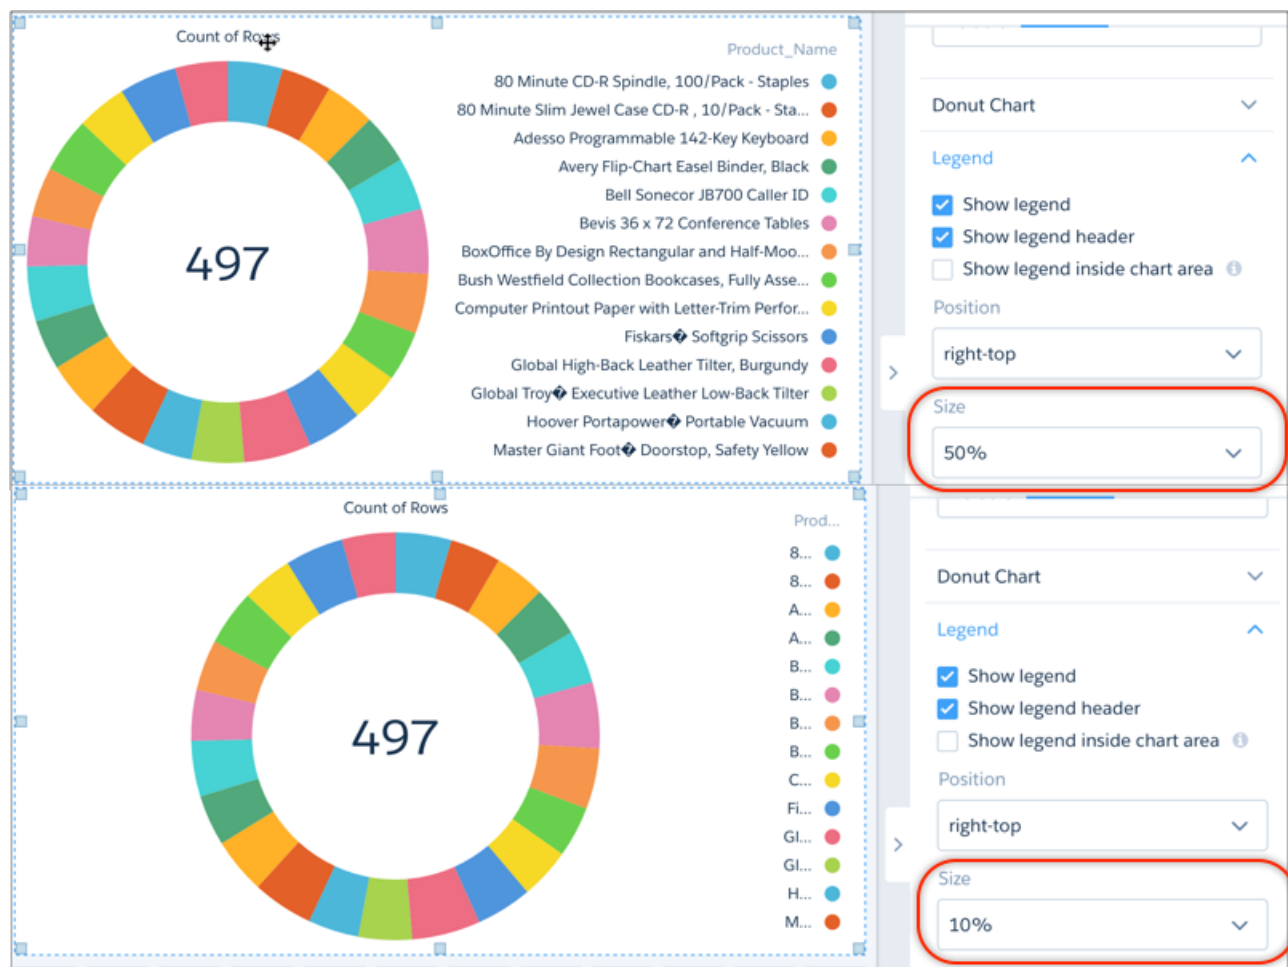 Count of Rows
Product_Name
80 Minute CD-R Spindle, 100/Pack - Staples
80 Minute Slim Jewel Case CD-R , 10/Pack - Sta...
Adesso Programmable 142-Key Keyboard
Avery Flip-Chart Easel Binder, Black
Bell Sonecor JB700 Caller ID
Bevis 36 x 72 Conference Tables
BoxOffice By Design Rectangular and Half-Moo...
Bush Westfield Collection Bookcases, Fully Asse...
Computer Printout Paper with Letter-Trim Perfor...
Fiskars� Softgrip Scissors
Global High-Back Leather Tilter, Burgundy
Global Troy� Executive Leather Low-Back Tilter
Hoover Portapower� Portable Vacuum
Master Giant Foot� Doorstop, Safety Yellow
497
Donut Chart
Legend
Show legend
Show legend header
Show legend inside chart area
Position
right-top
Size
50%
Count of Rows
Prod...
8...
8...
A...
A...
B...
B...
B...
B...
C...
Fi...
Gl...
Gl...
H...
M...
497
Donut Chart
Legend
Show legend
Show legend header
Show legend inside chart area
Position
right-top
Size
10%